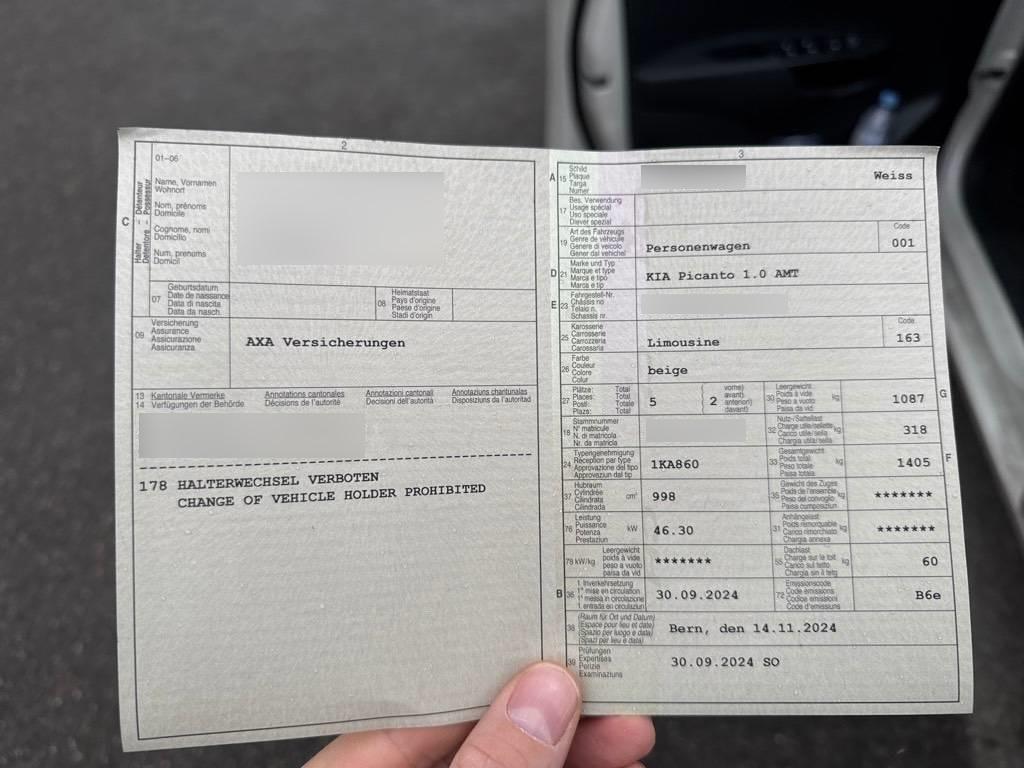 2
01–06
C
Halter Détenteur
Detentore Possessur
Name, Vornamen
Wohnort
Nom, prénoms
Domicile
Cognome, nomi
Domicilio
Num, prenums
Domicil
07
Geburtsdatum
Date de naissance
Data di nascita
Data da nasch.
08
Heimatstaat
Pays d'origine
Paese d'origine
Stadi d'origin
09
Versicherung
Assurance
Assicurazione
Assicuranza
AXA Versicherungen
13 Kantonale Vermerke Annotations cantonales Annotazioni cantonali Annotaziuns chantunalas
14 Verfügungen der Behörde Décisions de l'autorité Decisioni dell'autorità Disposiziuns da l'autoritad
178 HALTERWECHSEL VERBOTEN
CHANGE OF VEHICLE HOLDER PROHIBITED
3
A 15
Schild
Plaque
Targa
Numer
Weiss
17
Bes. Verwendung
Usage spécial
Uso speciale
Diever spezial
19
Art des Fahrzeugs
Genre de véhicule
Genere di veicolo
Gener dal vehichel
Personenwagen
Code
001
D 21
Marke und Typ
Marque et type
Marca e tipo
Marca e tip
KIA Picanto 1.0 AMT
E 23
Fahrgestell-Nr.
Châssis no
Telaio n.
Schassis nr.
25
Karosserie
Carrosserie
Carrozzeria
Carossaria
Limousine
Code
163
26
Farbe
Couleur
Colore
Colur
beige
27
Plätze: Total
Places: Total
Posti: Totale
Plazs: Total
5
2
vorne)
avant)
anteriori)
davant)
30
Leergewicht
Poids à vide
Peso a vuoto
Paisa da vid
kg
1087
G
18
Stammnummer
N° matricule
N. di matricola
Nr. da matricla
32
Nutz-/Sattellast
Charge utile/sellette
Carico utile/sella
Chargia utila/sella
kg
318
24
Typengenehmigung
Réception par type
Approvazione del tipo
Approvaziun dal tip
1KA860
33
Gesamtgewicht
Poids total
Peso totale
Paisa totala
kg
1405
F
37
Hubraum
Cylindrée
Cilindrata
Cilindrada
cm³
998
35
Gewicht des Zuges
Poids de l'ensemble
Peso del convoglio
Paisa cumposiziun
kg
*******
76
Leistung
Puissance
Potenza
Prestaziun
kW
46.30
31
Anhängelast
Poids remorquable
Carico rimorchiato
Chargia annexa
kg
*******
78 kW/kg
Leergewicht
poids à vide
peso a vuoto
paisa da vid
*******
55
Dachlast
Charge sur le toit
Carico sul tetto
Chargia sin il tetg
kg
60
B 36
1. Inverkehrsetzung
1re mise en circulation
1a messa in circolazione
1. entrada en circulaziun
30.09.2024
72
Emissionscode
Code émissions
Codice emissioni
Code d'emissiuns
B6e
38
(Raum für Ort und Datum)
(Espace pour lieu et date)
(Spazio per luogo e data)
(Spazi per lieu e data)
Bern, den 14.11.2024
39
Prüfungen
Expertises
Perizie
Examinaziuns
30.09.2024 SO